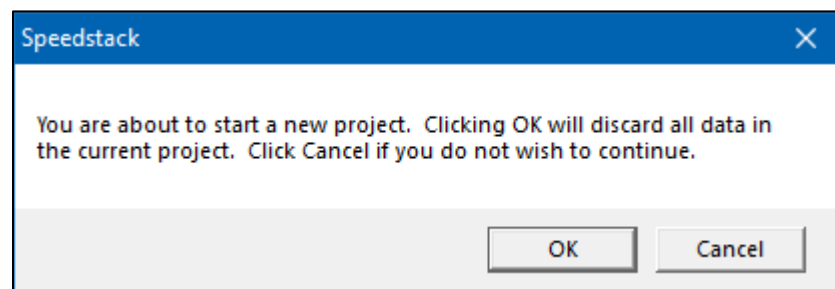 Speedstack
You are about to start a new project.  Clicking OK will discard all data in
the current project.  Click Cancel if you do not wish to continue.
OK
Cancel